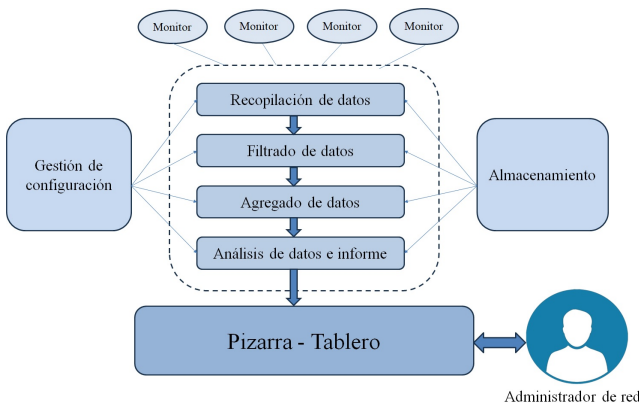 Monitor
Monitor
Monitor
Monitor
Recopilación de datos
Filtrado de datos
Agregado de datos
Análisis de datos e informe
Gestión de
configuración
Almacenamiento
Pizarra - Tablero
Administrador de red